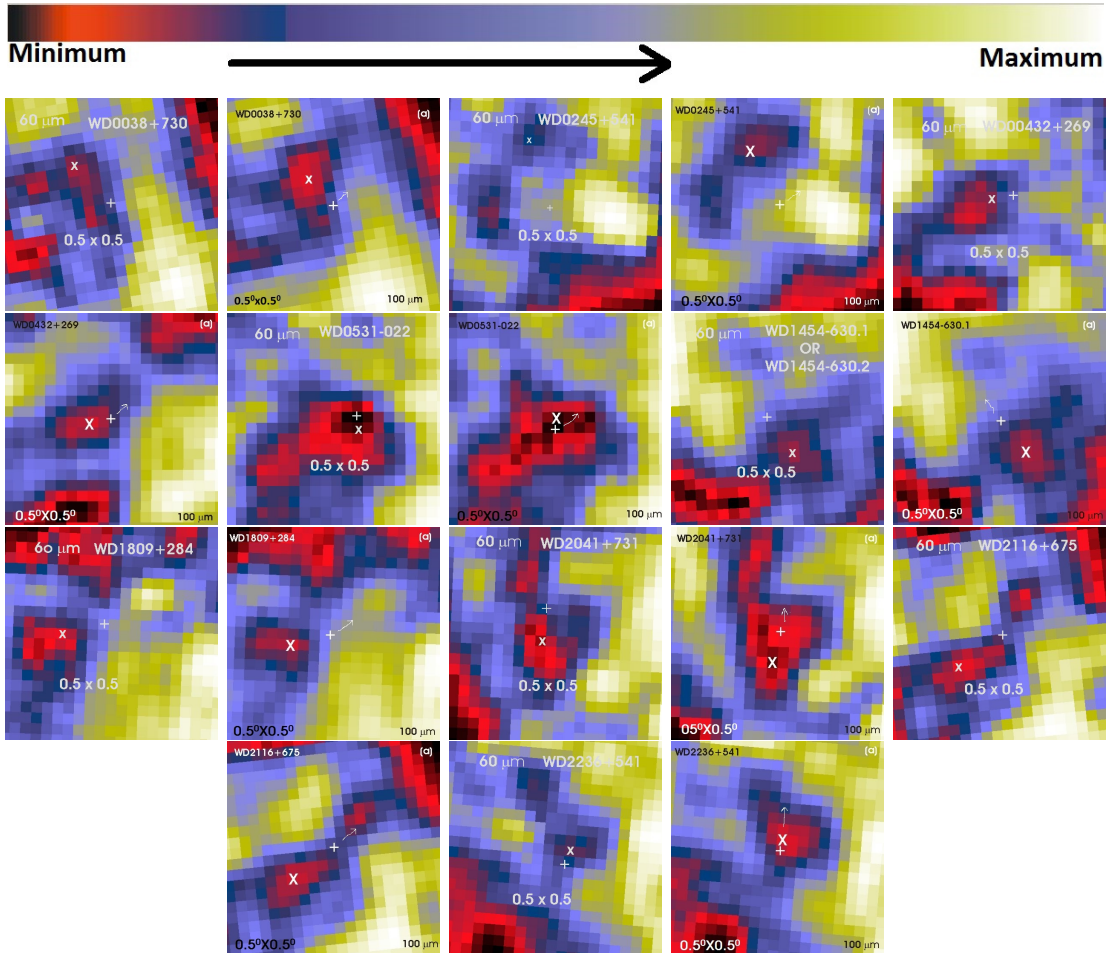 Minimum
Maximum
60 μm WD0038+730
0.5 x 0.5
WD0038+730 (a)
0.5⁰x0.5⁰ 100 μm
60 μm WD0245+541
0.5 x 0.5
WD0245+541 (a)
0.5⁰X0.5⁰ 100 μm
60 μm WD00432+269
0.5 x 0.5
WD0432+269 (a)
0.5⁰X0.5⁰ 100 μm
60 μm WD0531-022
0.5 x 0.5
WD0531-022 (a)
0.5⁰X0.5⁰ 100 μm
60 μm WD1454-630.1
OR
WD1454-630.2
0.5 x 0.5
WD1454-630.1 (a)
0.5⁰X0.5⁰ 100 μm
60 μm WD1809+284
0.5 x 0.5
WD1809+284 (a)
0.5⁰X0.5⁰ 100 μm
60 μm WD2041+731
0.5 x 0.5
WD2041+731 (a)
05⁰X0.5⁰ 100 μm
60 μm WD2116+675
0.5 x 0.5
WD2116+675 (a)
0.5⁰X0.5⁰ 100 μm
60 μm WD2236+541
0.5 x 0.5
WD2236+541 (a)
0.5⁰X0.5⁰ 100 μm